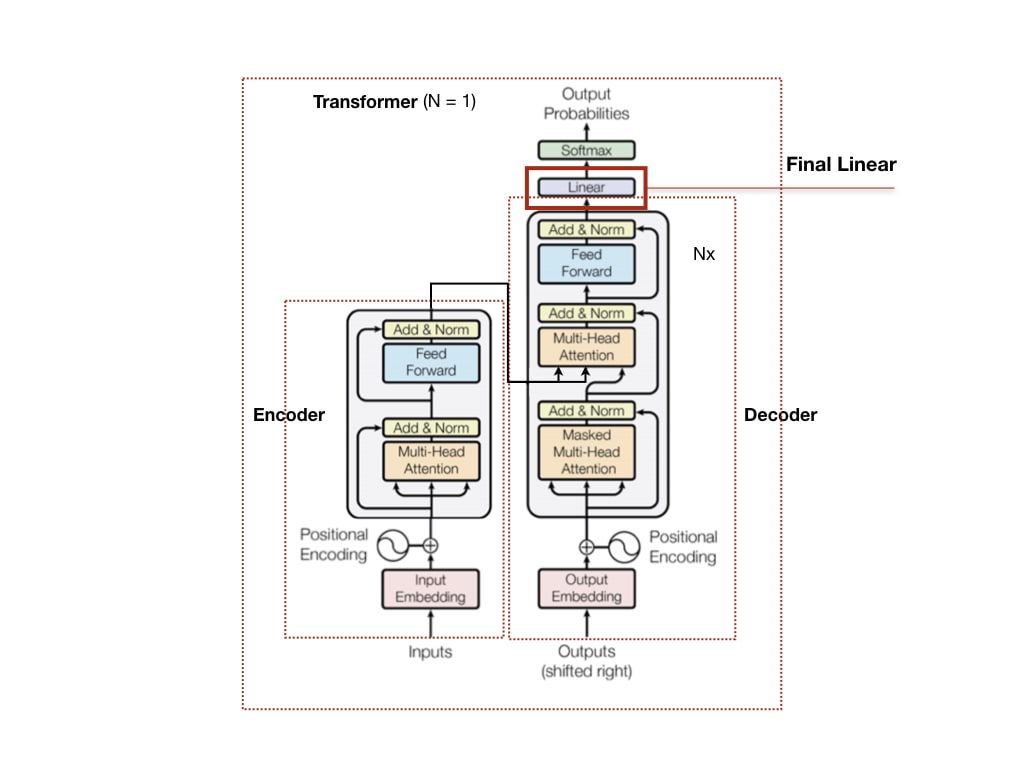 Transformer (N = 1)
Output
Probabilities
Softmax
Final Linear
Linear
Add & Norm
Feed
Forward
Nx
Add & Norm
Multi-Head
Attention
Add & Norm
Masked
Multi-Head
Attention
Decoder
Positional
Encoding
Output
Embedding
Outputs
(shifted right)
Add & Norm
Feed
Forward
Encoder
Add & Norm
Multi-Head
Attention
Positional
Encoding
Input
Embedding
Inputs